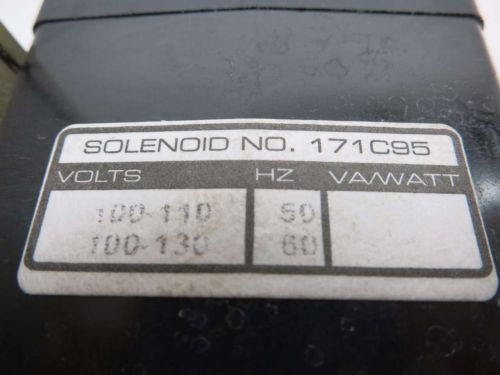 SOLENOID NO. 171C95
VOLTS HZ VA/WATT
100-110 50
100-130 60